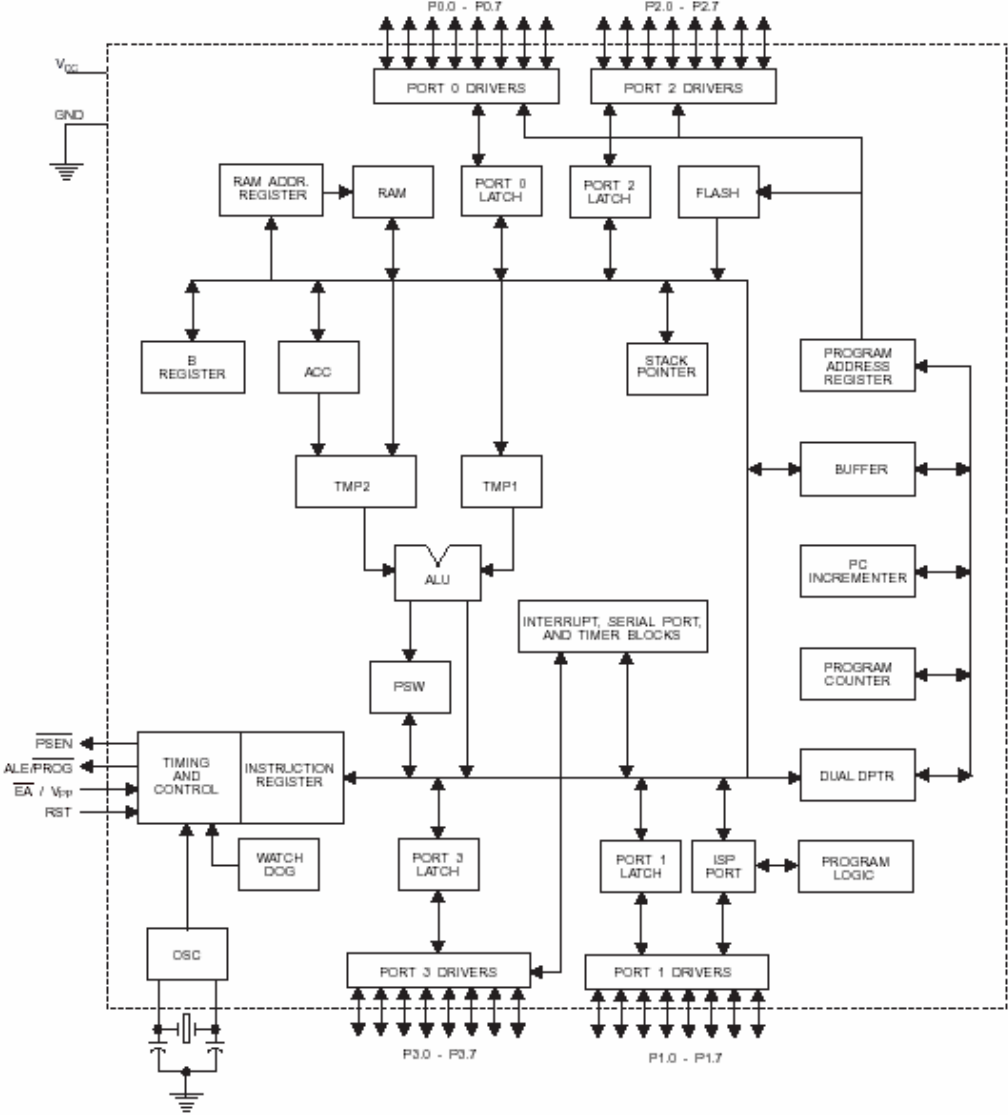 P0.0 - P0.7
P2.0 - P2.7
VCC
PORT 0 DRIVERS
PORT 2 DRIVERS
GND
RAM ADDR.
REGISTER
RAM
PORT 0
LATCH
PORT 2
LATCH
FLASH
B
REGISTER
ACC
STACK
POINTER
PROGRAM
ADDRESS
REGISTER
TMP2
TMP1
BUFFER
ALU
PC
INCREMENTER
INTERRUPT, SERIAL PORT,
AND TIMER BLOCKS
PSW
PROGRAM
COUNTER
PSEN
ALE/PROG
EA / VPP
RST
TIMING
AND
CONTROL
INSTRUCTION
REGISTER
DUAL DPTR
WATCH
DOG
PORT 3
LATCH
PORT 1
LATCH
ISP
PORT
PROGRAM
LOGIC
OSC
PORT 3 DRIVERS
PORT 1 DRIVERS
P3.0 - P3.7
P1.0 - P1.7